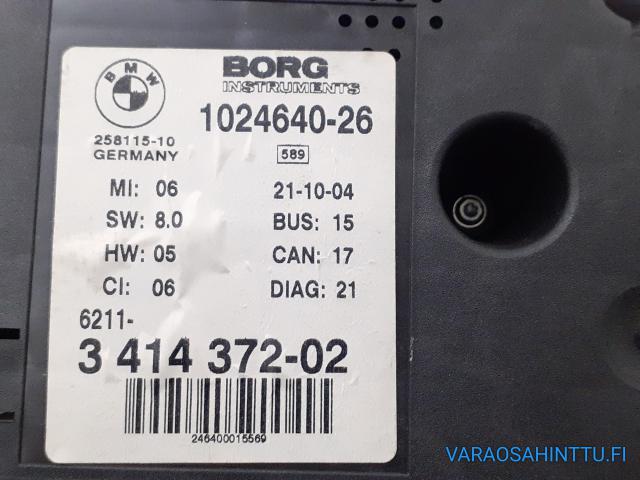 BMW
BORG
INSTRUMENTS
1024640-26
258115-10
GERMANY
589
MI: 06
21-10-04
SW: 8.0
BUS: 15
HW: 05
CAN: 17
CI: 06
DIAG: 21
6211-
3 414 372-02
246400015569
VARAOSAHINTTU.FI